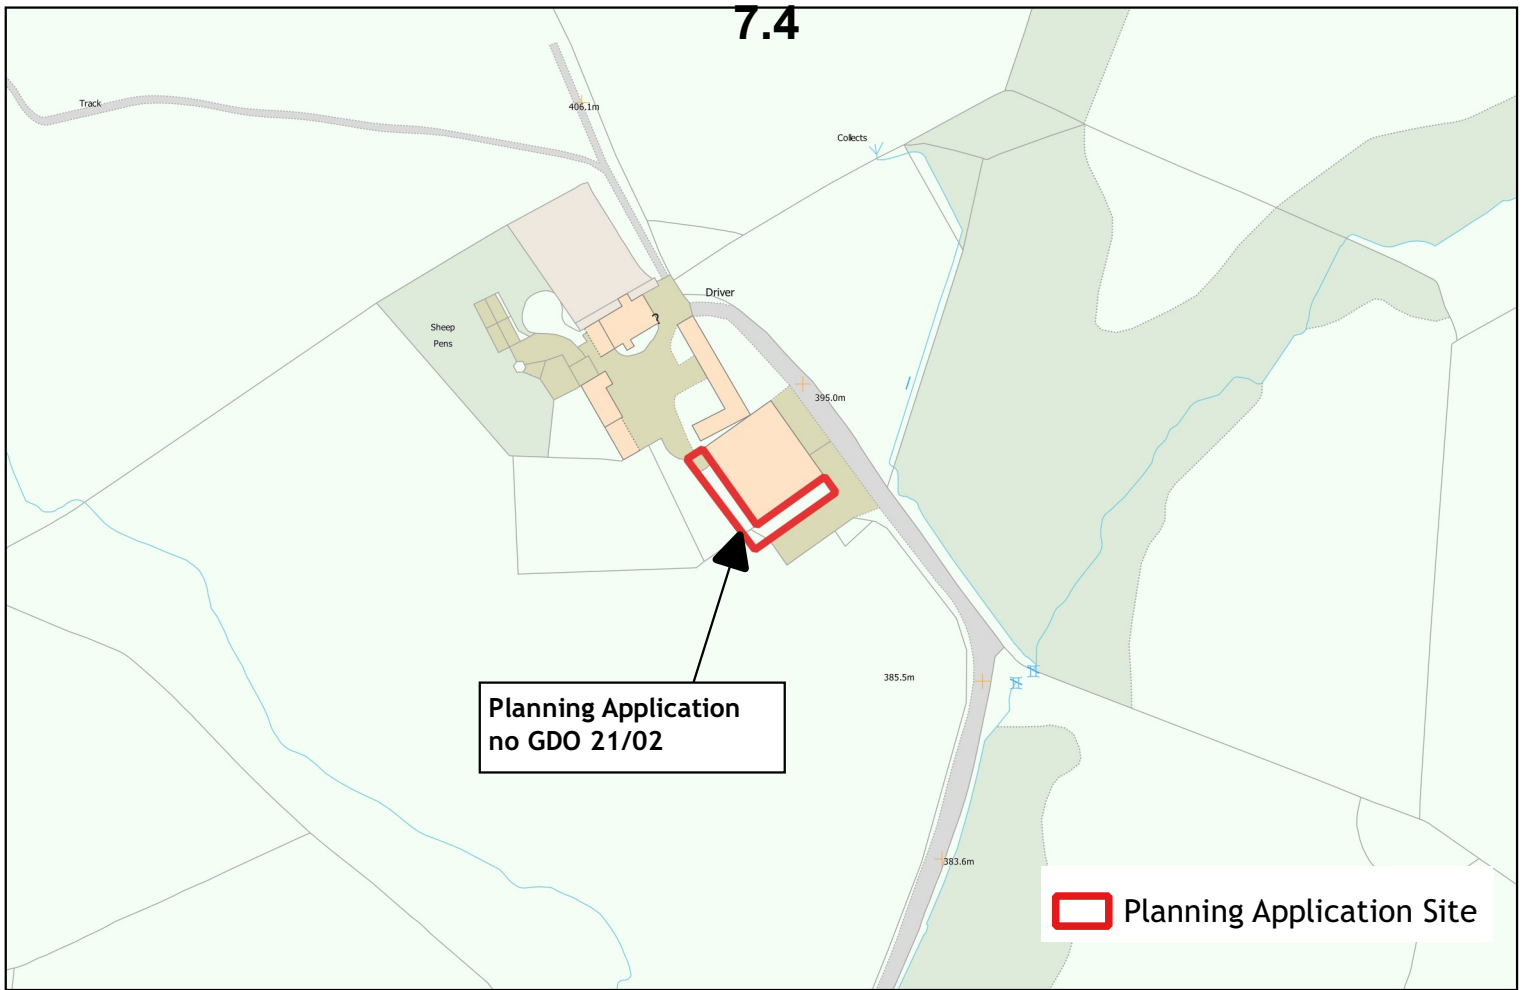 7.4
Track
406.1m
Collects
Driver
Sheep
Pens
395.0m
385.5m
Planning Application
no GDO 21/02
383.6m
Planning Application Site